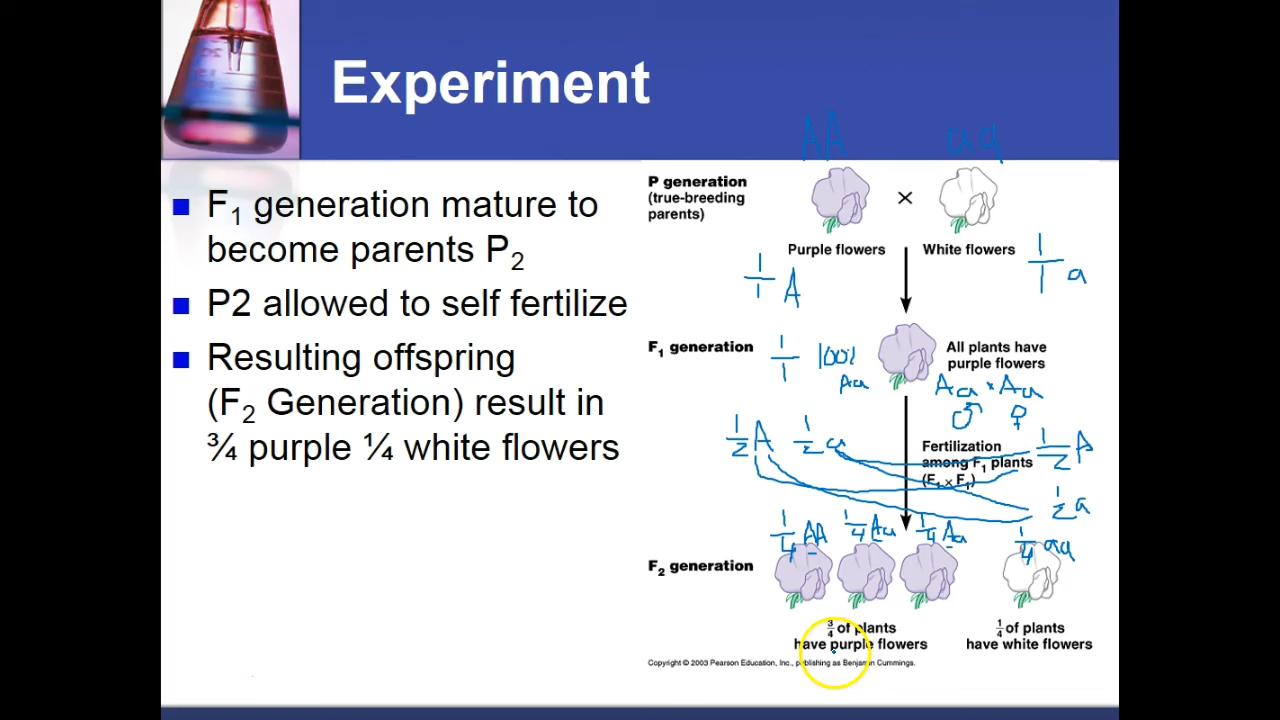 Experiment
F1 generation mature to
become parents P2
P2 allowed to self fertilize
Resulting offspring
(F2 Generation) result in
¾ purple ¼ white flowers
AA
aa
P generation
(true-breeding
parents)
×
Purple flowers
White flowers
1/1 A
1/1 a
F1 generation
1/1 100%
Aa
All plants have
purple flowers
Aa × Aa
♂ ♀
1/2 A 1/2 a
Fertilization
among F1 plants
(F1 × F1)
1/2 A
1/2 a
1/4 AA 1/4 Aa 1/4 Aa 1/4 aa
F2 generation
3/4 of plants
have purple flowers
1/4 of plants
have white flowers
Copyright © 2003 Pearson Education, Inc., publishing as Benjamin Cummings.